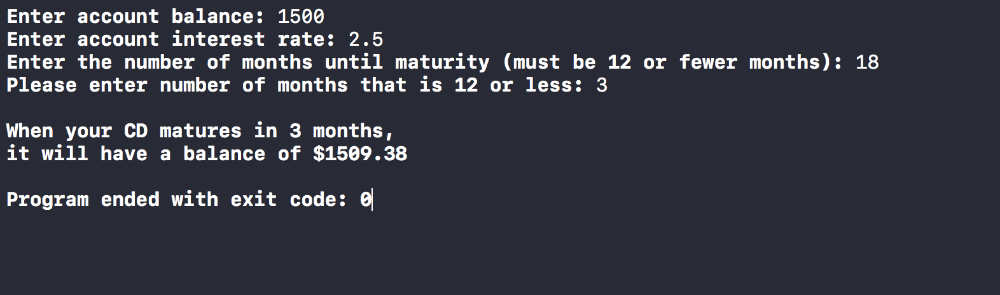 Enter account balance: 1500
Enter account interest rate: 2.5
Enter the number of months until maturity (must be 12 or fewer months): 18
Please enter number of months that is 12 or less: 3
When your CD matures in 3 months,
it will have a balance of $1509.38
Program ended with exit code: 0